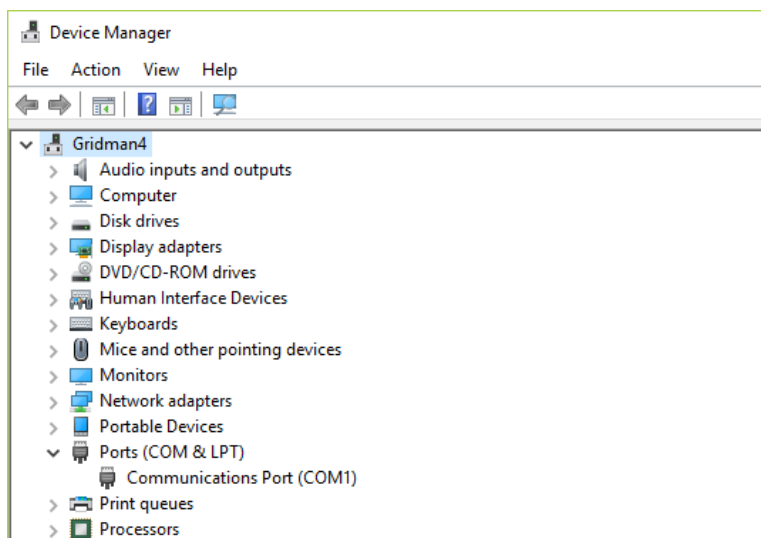 Device Manager
File Action View Help
Gridman4
Audio inputs and outputs
Computer
Disk drives
Display adapters
DVD/CD-ROM drives
Human Interface Devices
Keyboards
Mice and other pointing devices
Monitors
Network adapters
Portable Devices
Ports (COM & LPT)
Communications Port (COM1)
Print queues
Processors